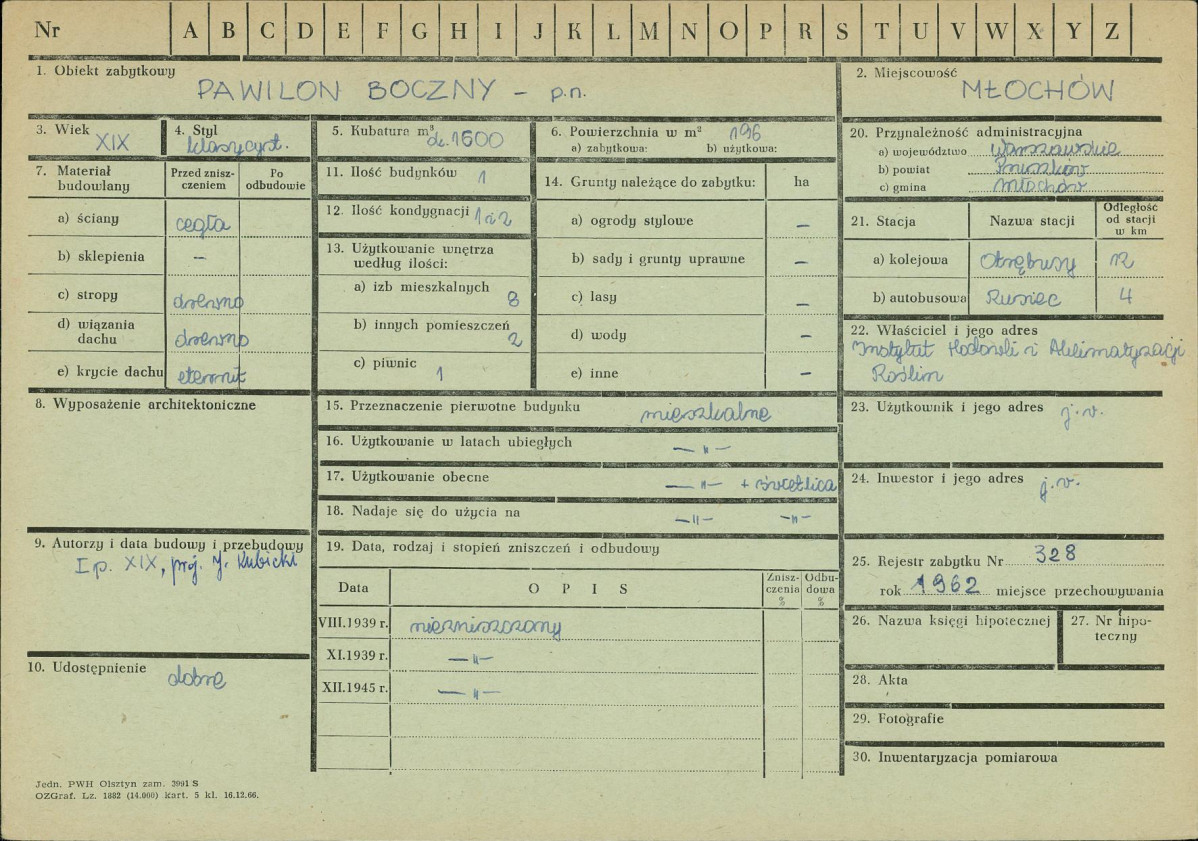 Nr A B C D E F G H I J K L M N O P R S T U V W X Y Z
1. Obiekt zabytkowy
PAWILON BOCZNY – p.n.
2. Miejscowość
MŁOCHÓW
3. Wiek
XIX
4. Styl
klasycyst.
5. Kubatura m³
ok. 1600
6. Powierzchnia w m² 196
a) zabytkowa: b) użytkowa:
7. Materiał budowlany
Przed znisz-
czeniem
Po
odbudowie
a) ściany cegła
b) sklepienia –
c) stropy drewno
d) wiązania
dachu drewno
e) krycie dachu eternit
8. Wyposażenie architektoniczne
9. Autorzy i data budowy i przebudowy
I p. XIX, proj. J. Kubicki
10. Udostępnienie
dobre
11. Ilość budynków 1
12. Ilość kondygnacji 1 i 2
13. Użytkowanie wnętrza
według ilości:
a) izb mieszkalnych
8
b) innych pomieszczeń
2
c) piwnic
1
14. Grunty należące do zabytku: ha
a) ogrody stylowe –
b) sady i grunty uprawne –
c) lasy –
d) wody –
e) inne –
15. Przeznaczenie pierwotne budynku mieszkalne
16. Użytkowanie w latach ubiegłych –"–
17. Użytkowanie obecne –"– + świetlica
18. Nadaje się do użycia na –"– –"–
19. Data, rodzaj i stopień zniszczeń i odbudowy
Data O P I S
Znisz-
czenia
%
Odbu-
dowa
%
VIII.1939 r. niezniszczony
XI.1939 r. –"–
XII.1945 r. –"–
20. Przynależność administracyjna
a) województwo Warszawskie
b) powiat Pruszków
c) gmina Młochów
21. Stacja Nazwa stacji
Odległość
od stacji
w km
a) kolejowa Otrębusy 12
b) autobusowa Rusiec 4
22. Właściciel i jego adres
Instytut Hodowli i Aklimatyzacji
Roślin
23. Użytkownik i jego adres j.w.
24. Inwestor i jego adres j.w.
25. Rejestr zabytku Nr 328
rok 1962 miejsce przechowywania
26. Nazwa księgi hipotecznej
27. Nr hipo-
teczny
28. Akta
29. Fotografie
30. Inwentaryzacja pomiarowa
Jedn. PWH Olsztyn zam. 3991 S
OZGraf. Lz. 1882 (14.000) kart. 5 kl. 16.12.66.